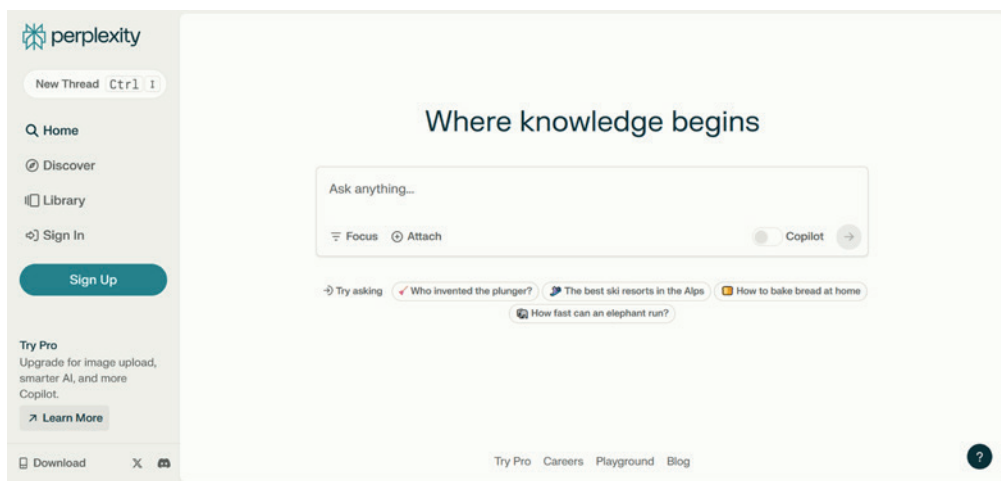 perplexity
New Thread Ctrl I
Home
Discover
Library
Sign In
Sign Up
Try Pro
Upgrade for image upload,
smarter AI, and more
Copilot.
Learn More
Download
Where knowledge begins
Ask anything...
Focus Attach Copilot
Try asking Who invented the plunger? The best ski resorts in the Alps How to bake bread at home
How fast can an elephant run?
Try Pro Careers Playground Blog
?